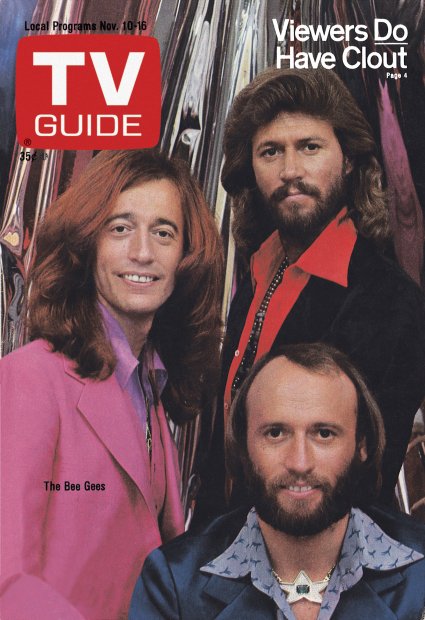 Local Programs Nov. 10-16
TV
GUIDE
®
35¢
Viewers Do
Have Clout
Page 4
The Bee Gees